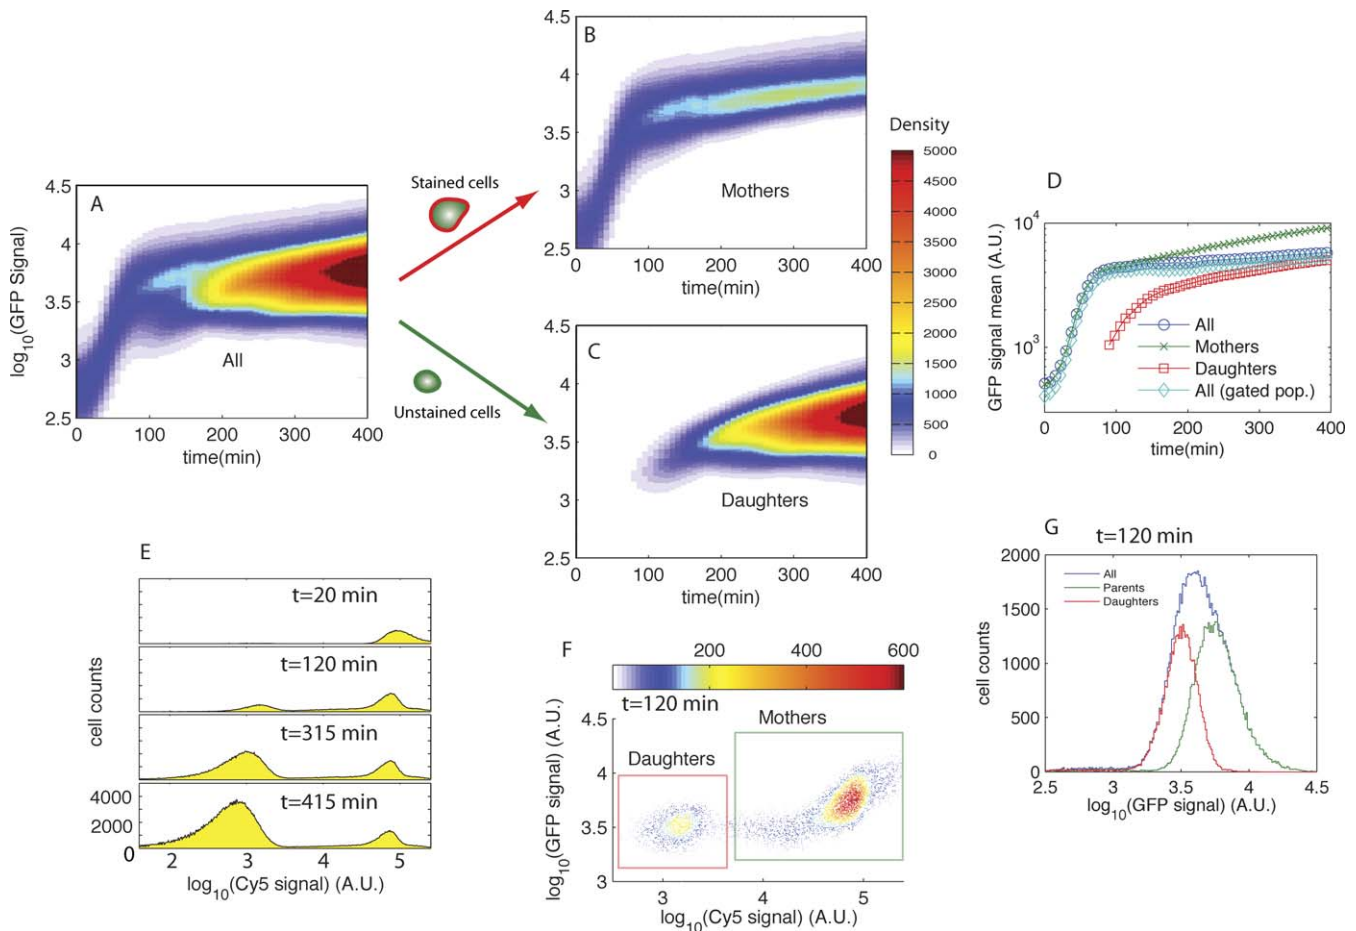 A
4.5
4
3.5
3
2.5
log10(GFP Signal)
All
0 100 200 300 400
time(min)
Stained cells
Unstained cells
B
4.5
4
3.5
3
2.5
Mothers
0 100 200 300 400
time(min)
C
4.5
4
3.5
3
2.5
Daughters
0 100 200 300 400
time(min)
Density
5000
4500
4000
3500
3000
2500
2000
1500
1000
500
0
D
10^4
10^3
GFP signal mean (A.U.)
All
Mothers
Daughters
All (gated pop.)
0 100 200 300 400
time(min)
E
t=20 min
t=120 min
t=315 min
t=415 min
cell counts
4000
2000
0
2 3 4 5
log10(Cy5 signal) (A.U.)
F
200 600
t=120 min
Mothers
Daughters
4.5
4
3.5
3
log10(GFP signal) (A.U.)
3 4 5
log10(Cy5 signal) (A.U.)
G
t=120 min
2000
1500
1000
500
0
cell counts
All
Parents
Daughters
2.5 3 3.5 4 4.5
log10(GFP signal) (A.U.)